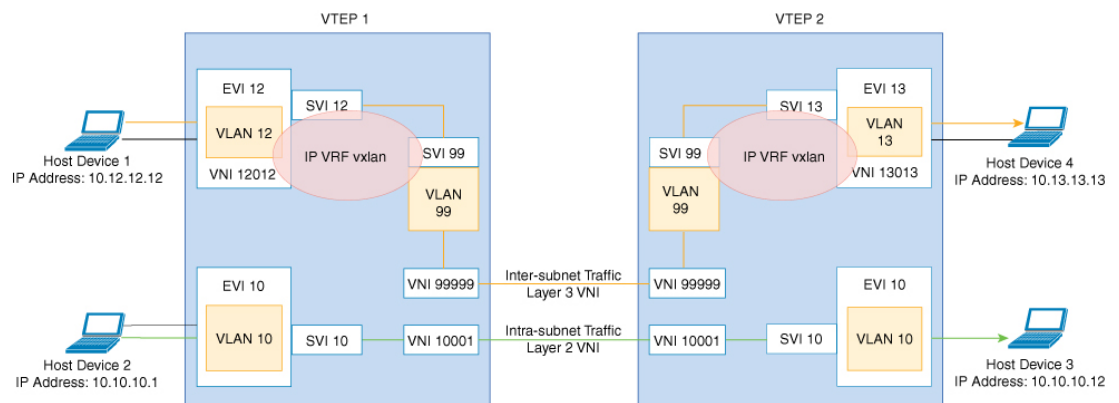 VTEP 1
VTEP 2
EVI 12
SVI 12
VLAN 12
VNI 12012
IP VRF vxlan
SVI 99
VLAN
99
VNI 99999
Host Device 1
IP Address: 10.12.12.12
EVI 10
VLAN 10
SVI 10
VNI 10001
Host Device 2
IP Address: 10.10.10.1
Inter-subnet Traffic
Layer 3 VNI
Intra-subnet Traffic
Layer 2 VNI
SVI 13
EVI 13
VLAN
13
VNI 13013
IP VRF vxlan
SVI 99
VLAN
99
VNI 99999
Host Device 4
IP Address: 10.13.13.13
VNI 10001
SVI 10
EVI 10
VLAN 10
Host Device 3
IP Address: 10.10.10.12